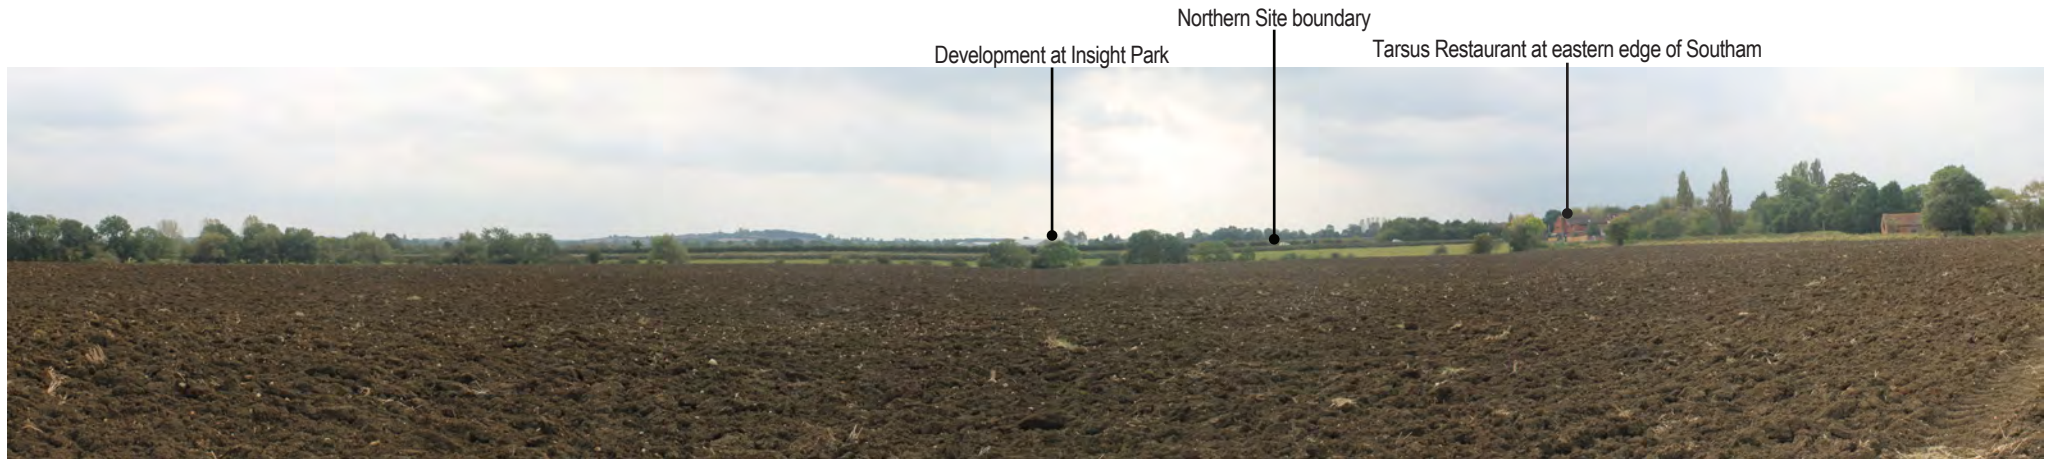 Northern Site boundary
Development at Insight Park
Tarsus Restaurant at eastern edge of Southam